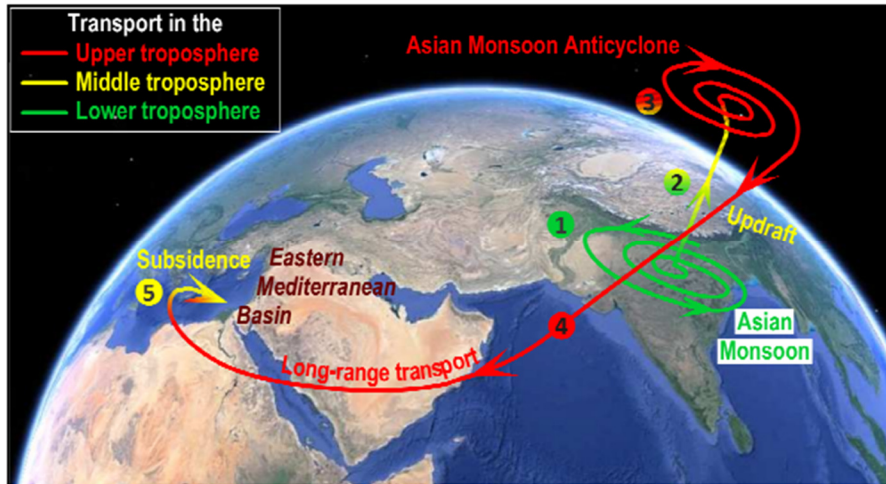 Transport in the
Upper troposphere
Middle troposphere
Lower troposphere
Asian Monsoon Anticyclone
3
2
1
Updraft
Subsidence
5
Eastern
Mediterranean
Basin
4
Asian
Monsoon
Long-range transport